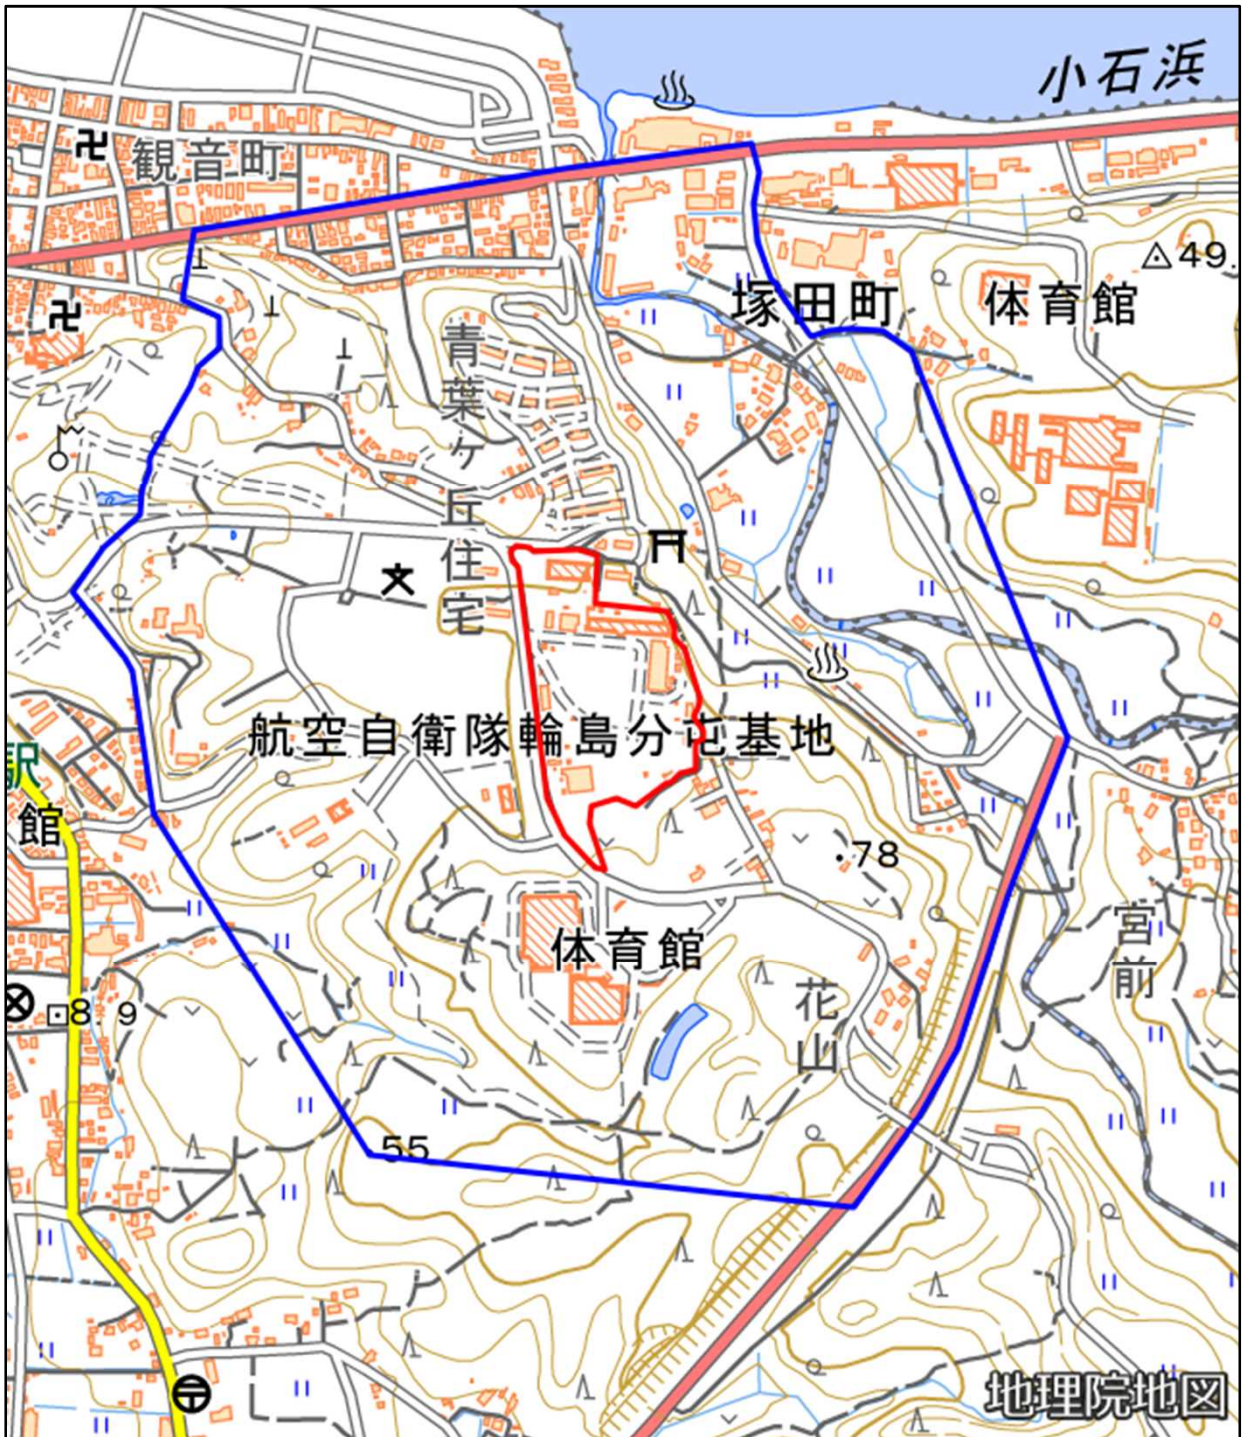 小石浜
観音町
49.
塚田町
体育館
青葉ヶ丘住宅
航空自衛隊輪島分屯基地
駅
館
78
体育館
宮前
花山
8.9
55
地理院地図